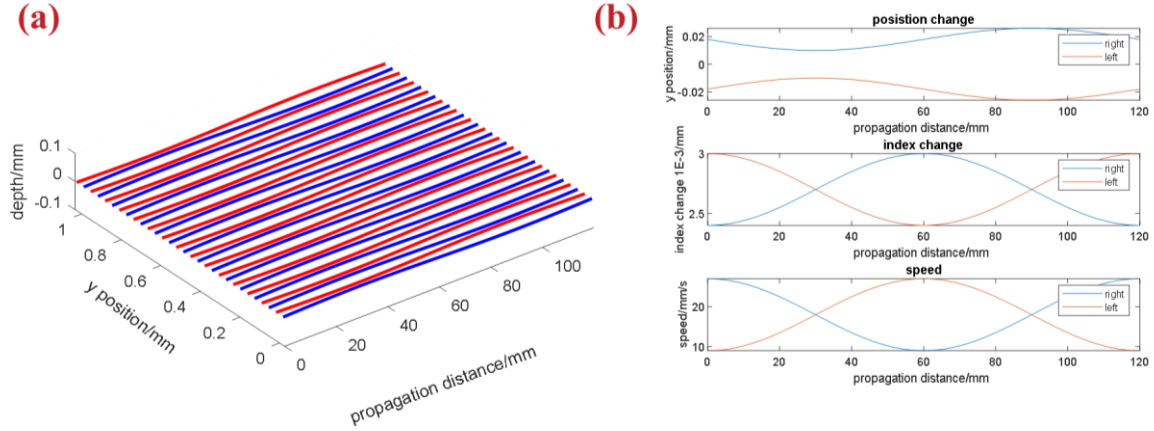 (a)
depth/mm
0.1
0
-0.1
1
0.8
0.6
0.4
0.2
0
y position/mm
0
20
40
60
80
100
propagation distance/mm
(b)
posistion change
y position/mm
0.02
0
-0.02
right
left
0 20 40 60 80 100 120
propagation distance/mm
index change
index change 1E-3/mm
3
2.5
right
left
0 20 40 60 80 100 120
propagation distance/mm
speed
speed/mm/s
20
10
right
left
0 20 40 60 80 100 120
propagation distance/mm